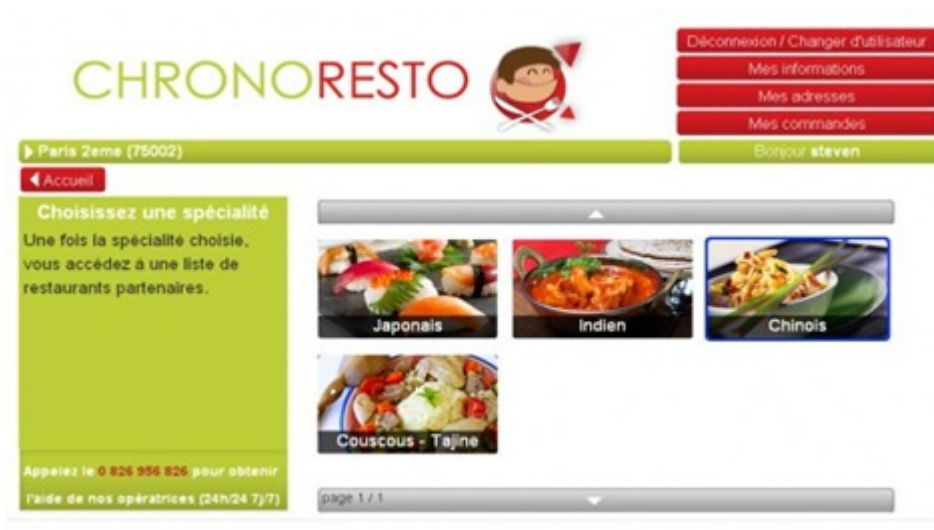 CHRONORESTO
Déconnexion / Changer d'utilisateur
Mes informations
Mes adresses
Mes commandes
Paris 2eme (75002)
Bonjour steven
Accueil
Choisissez une spécialité
Une fois la spécialité choisie,
vous accédez à une liste de
restaurants partenaires.
Japonais
Indien
Chinois
Couscous - Tajine
Appelez le 0 826 956 826 pour obtenir
l'aide de nos opératrices (24h/24 7j/7)
page 1 / 1